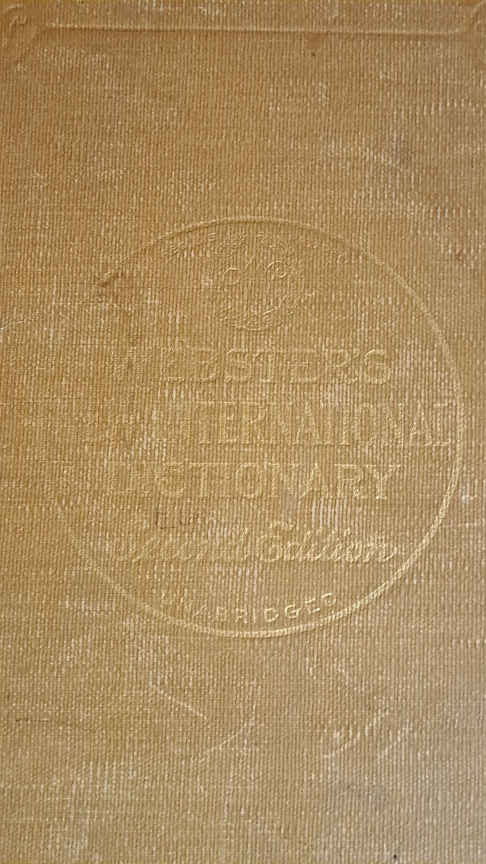 WEBSTER'S
NEW INTERNATIONAL
DICTIONARY
Second Edition
UNABRIDGED